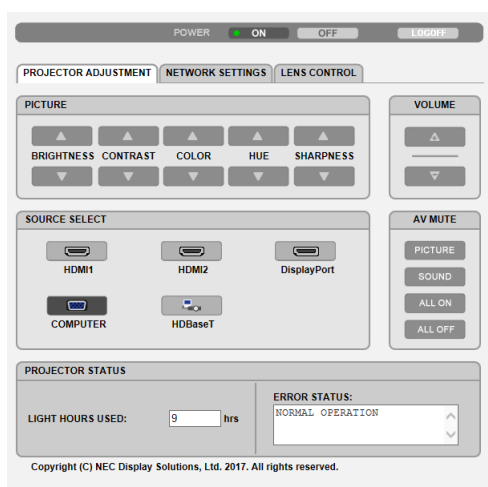 POWER ON OFF LOGOFF
PROJECTOR ADJUSTMENT NETWORK SETTINGS LENS CONTROL
PICTURE
BRIGHTNESS CONTRAST COLOR HUE SHARPNESS
VOLUME
SOURCE SELECT
HDMI1 HDMI2 DisplayPort
COMPUTER HDBaseT
AV MUTE
PICTURE
SOUND
ALL ON
ALL OFF
PROJECTOR STATUS
LIGHT HOURS USED: 9 hrs
ERROR STATUS:
NORMAL OPERATION
Copyright (C) NEC Display Solutions, Ltd. 2017. All rights reserved.